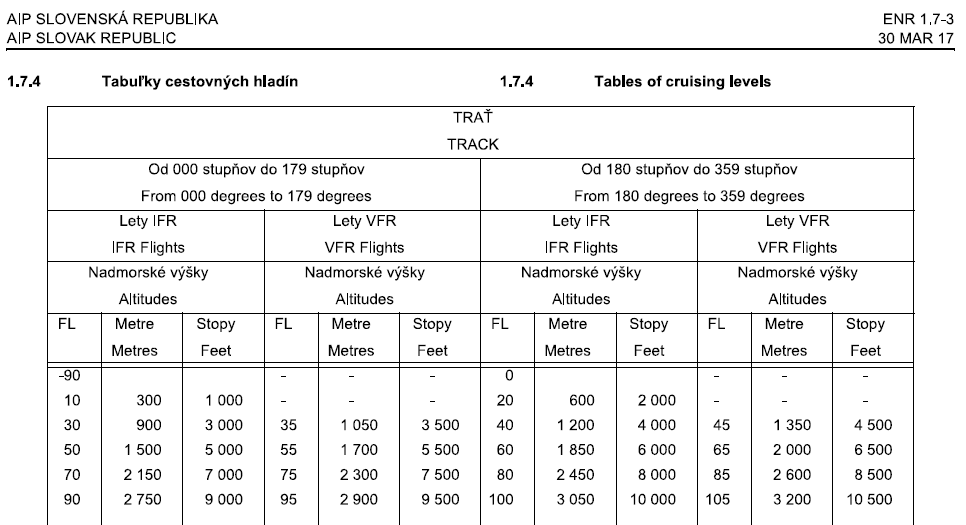 AIP SLOVENSKÁ REPUBLIKA ENR 1.7-3
AIP SLOVAK REPUBLIC 30 MAR 17
1.7.4 Tabuľky cestovných hladín 1.7.4 Tables of cruising levels
TRAŤ
TRACK
Od 000 stupňov do 179 stupňov Od 180 stupňov do 359 stupňov
From 000 degrees to 179 degrees From 180 degrees to 359 degrees
Lety IFR Lety VFR Lety IFR Lety VFR
IFR Flights VFR Flights IFR Flights VFR Flights
Nadmorské výšky Nadmorské výšky Nadmorské výšky Nadmorské výšky
Altitudes Altitudes Altitudes Altitudes
FL Metre Stopy FL Metre Stopy FL Metre Stopy FL Metre Stopy
Metres Feet Metres Feet Metres Feet Metres Feet
-90 - - - 0 - - -
10 300 1 000 - - - 20 600 2 000 - - -
30 900 3 000 35 1 050 3 500 40 1 200 4 000 45 1 350 4 500
50 1 500 5 000 55 1 700 5 500 60 1 850 6 000 65 2 000 6 500
70 2 150 7 000 75 2 300 7 500 80 2 450 8 000 85 2 600 8 500
90 2 750 9 000 95 2 900 9 500 100 3 050 10 000 105 3 200 10 500